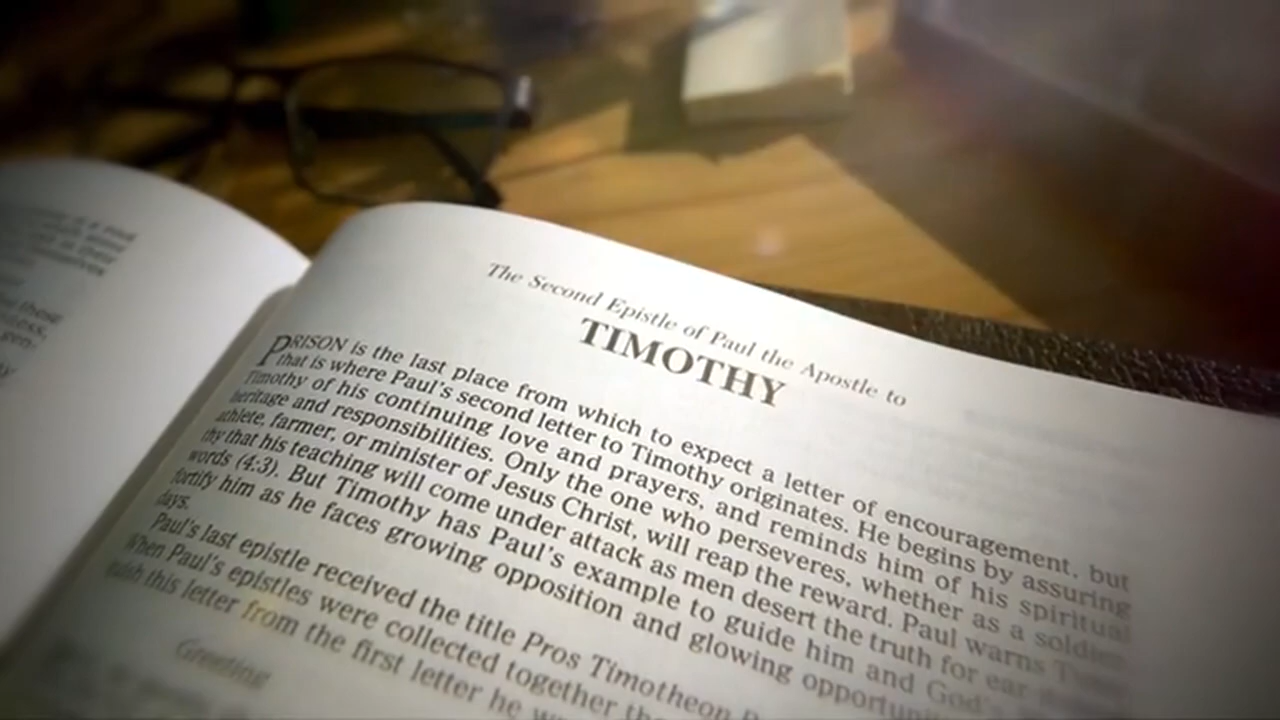 The Second Epistle of Paul the Apostle to
TIMOTHY
PRISON is the last place from which to expect a letter of encouragement, but
that is where Paul's second letter to Timothy originates. He begins by assuring
Timothy of his continuing love and prayers, and reminds him of his spiritual
heritage and responsibilities. Only the one who perseveres, whether as a soldier,
athlete, farmer, or minister of Jesus Christ, will reap the reward. Paul warns
thy that his teaching will come under attack as men desert the truth for
words (4:3). But Timothy has Paul's example to guide him and God's
fortify him as he faces growing opposition and glowing
days.
Paul's last epistle received the title Pros Timotheon
When Paul's epistles were collected together
this letter from the first letter he
Greeting